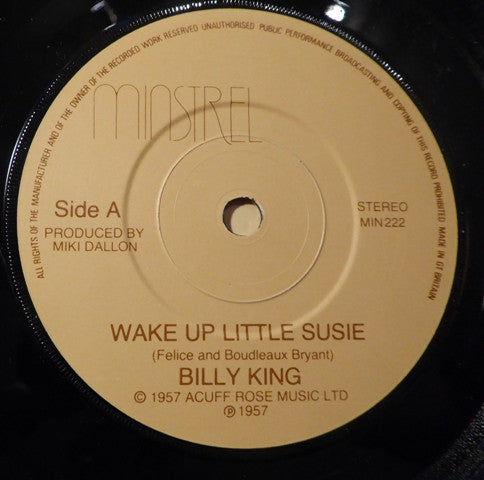 ALL RIGHTS OF THE MANUFACTURER AND OF THE OWNER OF THE RECORDED WORK RESERVED UNAUTHORISED PUBLIC PERFORMANCE BROADCASTING AND COPYING OF THIS RECORD PROHIBITED MADE IN GT BRITAIN
MINSTREL
Side A
PRODUCED BY
MIKI DALLON
STEREO
MIN 222
WAKE UP LITTLE SUSIE
(Felice and Boudleaux Bryant)
BILLY KING
© 1957 ACUFF ROSE MUSIC LTD
℗ 1957